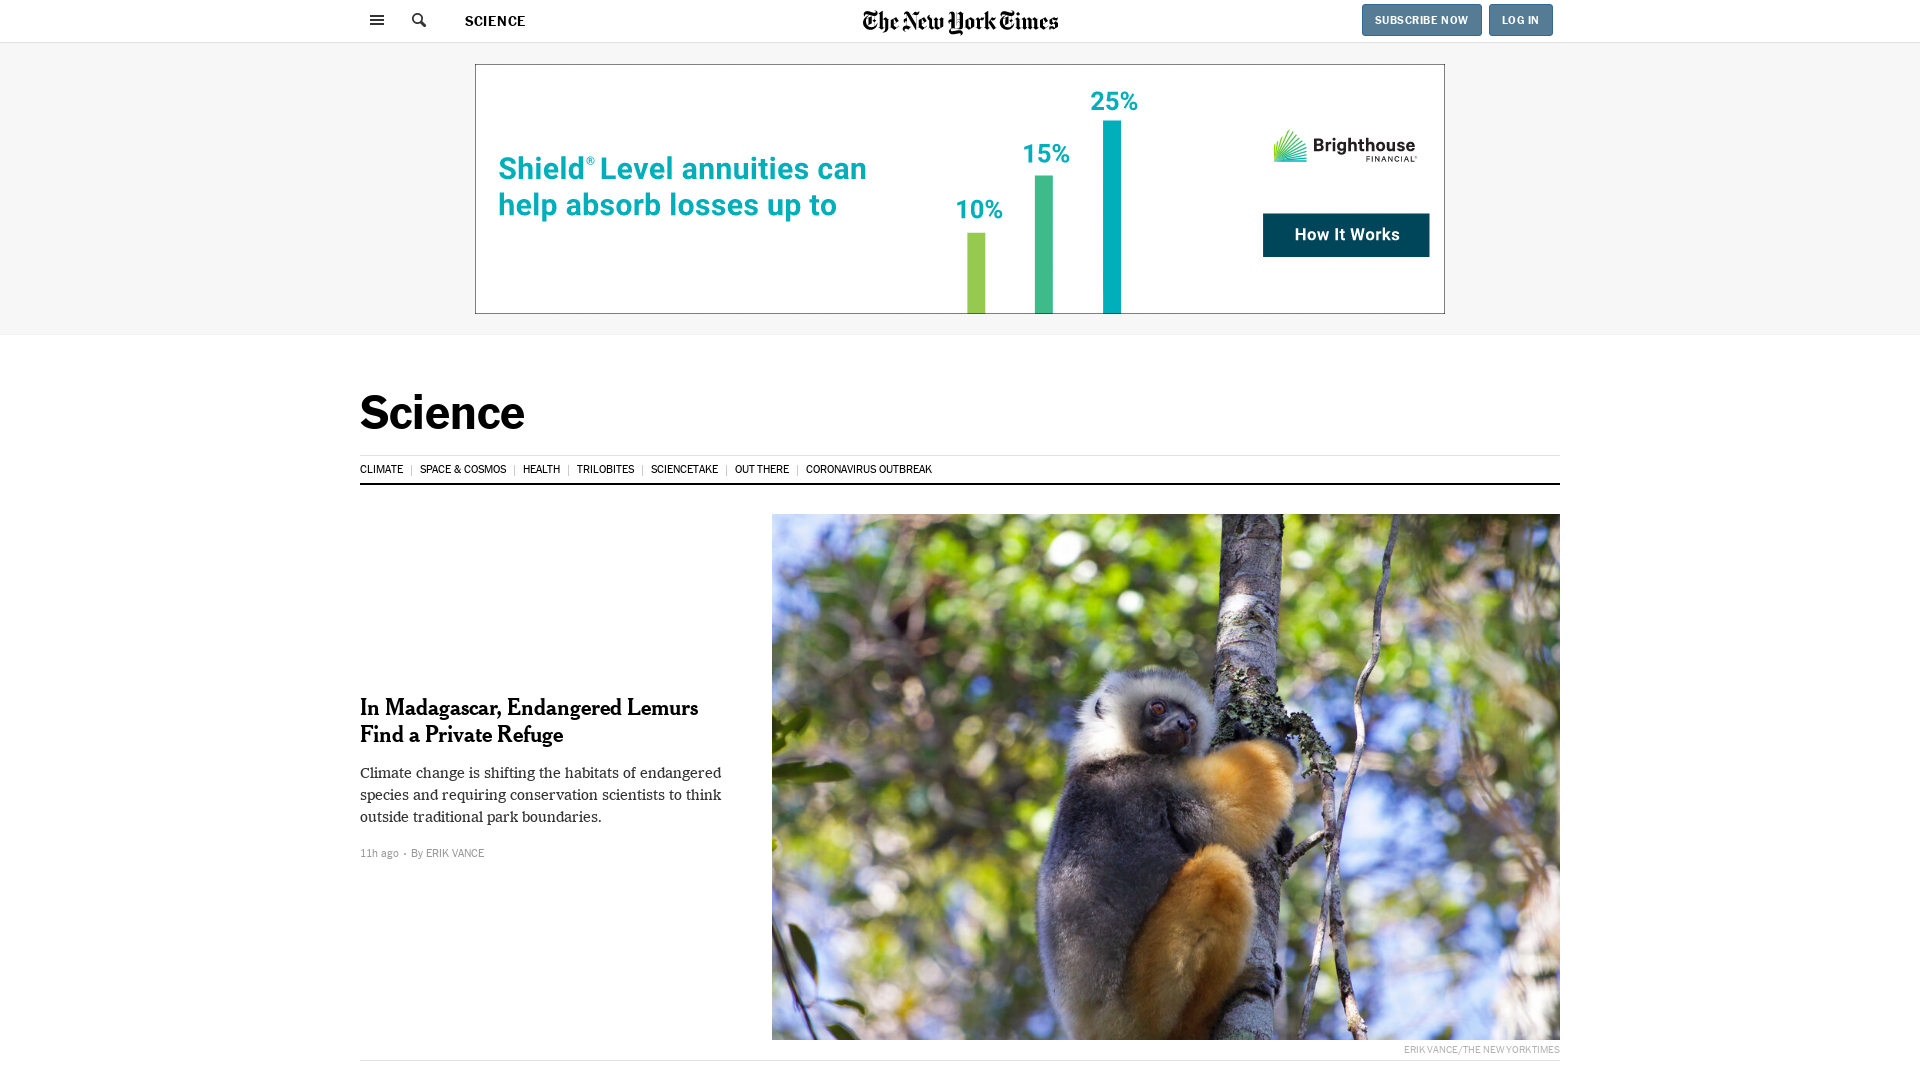 SCIENCE
The New York Times
SUBSCRIBE NOW
LOG IN
Shield® Level annuities can
help absorb losses up to
10%
15%
25%
Brighthouse
FINANCIAL®
How It Works
Science
CLIMATE
SPACE & COSMOS
HEALTH
TRILOBITES
SCIENCETAKE
OUT THERE
CORONAVIRUS OUTBREAK
In Madagascar, Endangered Lemurs
Find a Private Refuge
Climate change is shifting the habitats of endangered
species and requiring conservation scientists to think
outside traditional park boundaries.
11h ago • By ERIK VANCE
ERIK VANCE/THE NEW YORK TIMES